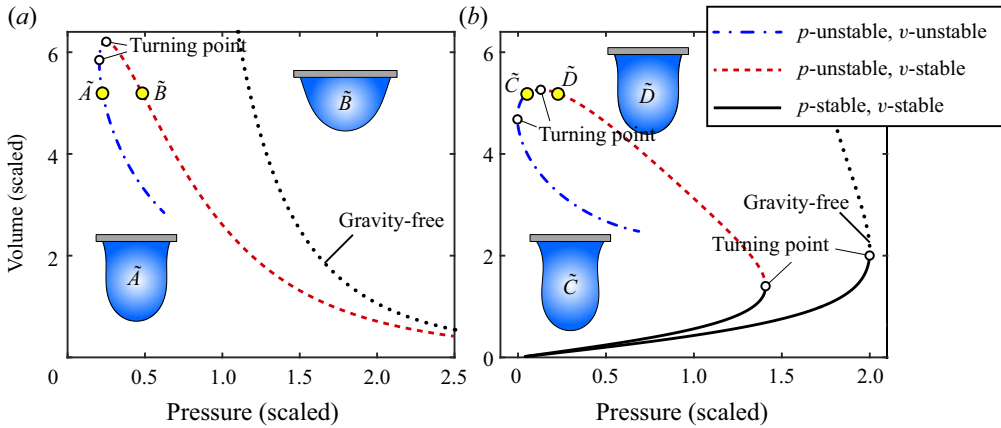 (a)
6
4
2
0
Volume (scaled)
Turning point
Ã
B̃
B̃
Gravity-free
Ã
0.5
1.0
1.5
2.0
2.5
Pressure (scaled)
(b)
p-unstable, v-unstable
p-unstable, v-stable
p-stable, v-stable
6
4
2
0
C̃
D̃
D̃
Turning point
Gravity-free
Turning point
C̃
0
0.5
1.0
1.5
2.0
Pressure (scaled)